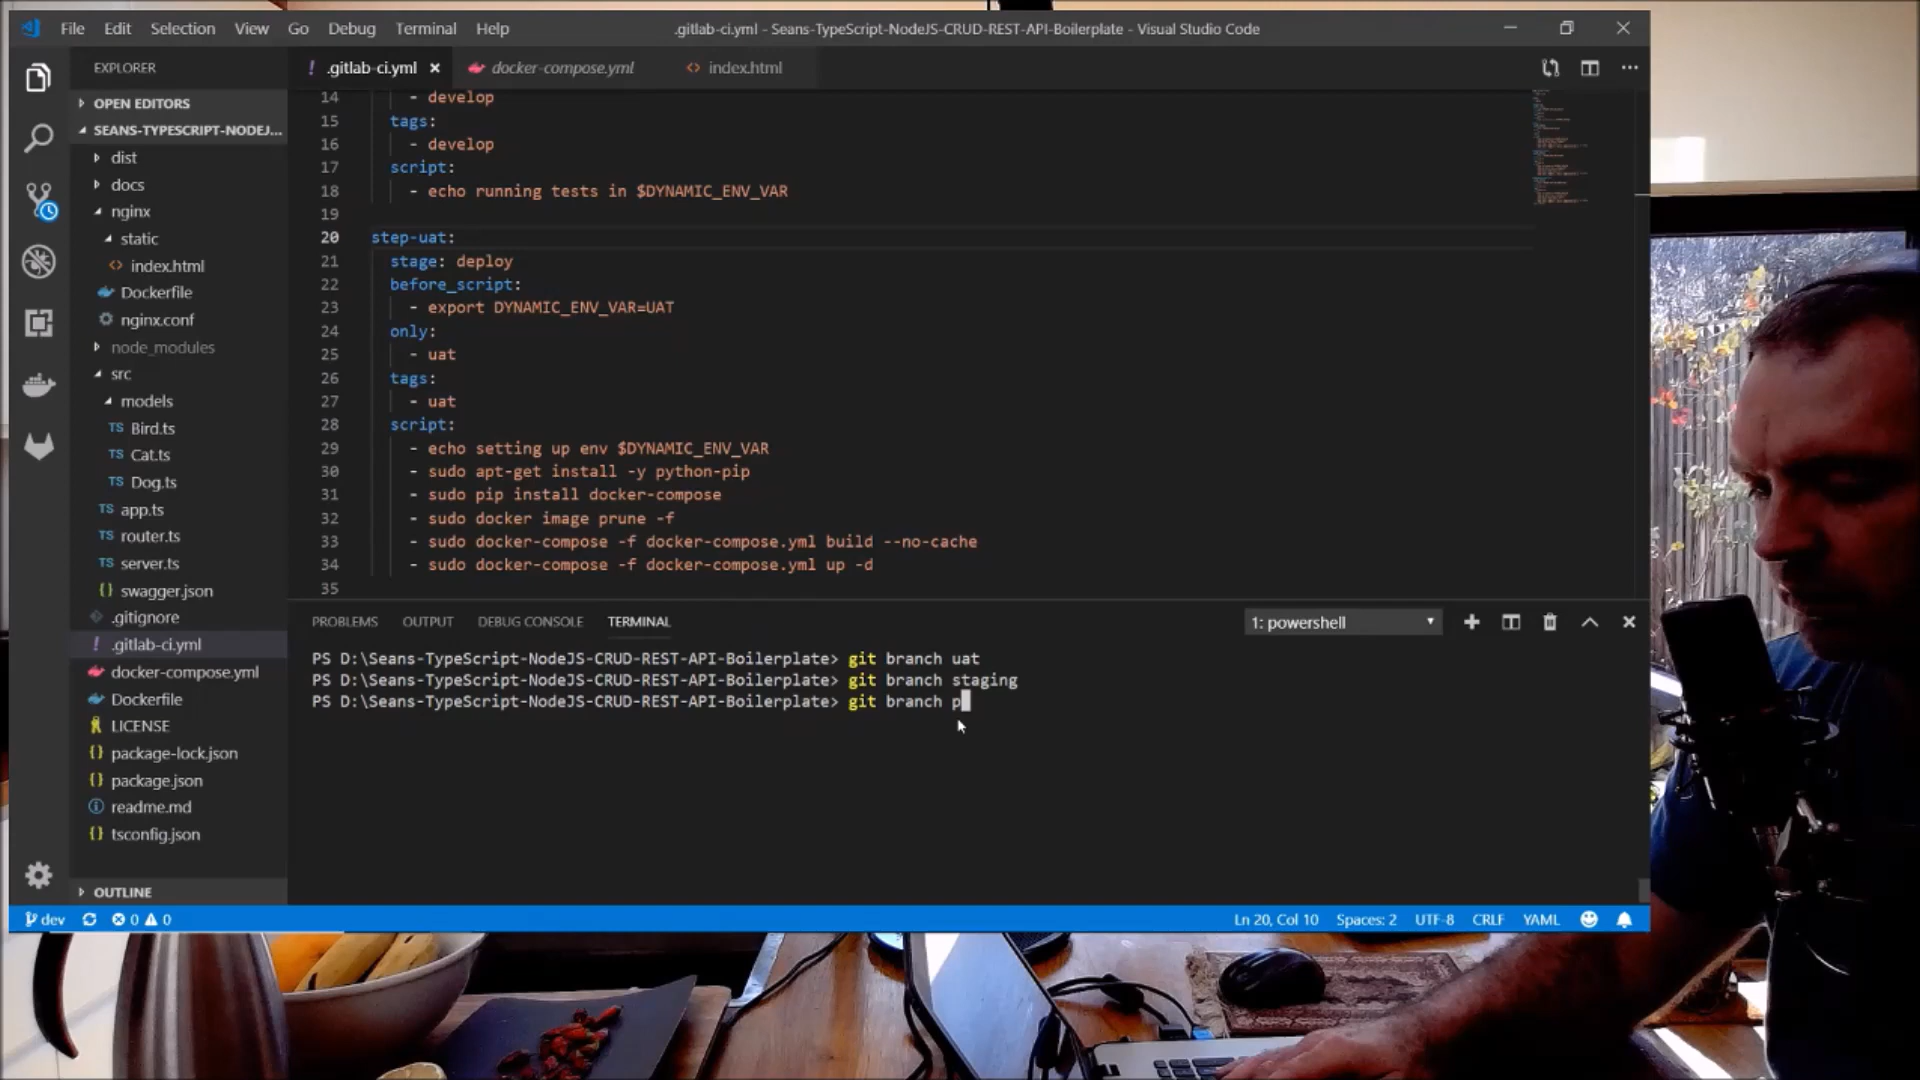 File Edit Selection View Go Debug Terminal Help
.gitlab-ci.yml - Seans-TypeScript-NodeJS-CRUD-REST-API-Boilerplate - Visual Studio Code
EXPLORER
OPEN EDITORS
SEANS-TYPESCRIPT-NODEJ...
dist
docs
nginx
static
<> index.html
Dockerfile
nginx.conf
node_modules
src
models
TS Bird.ts
TS Cat.ts
TS Dog.ts
TS app.ts
TS router.ts
TS server.ts
{} swagger.json
.gitignore
! .gitlab-ci.yml
docker-compose.yml
Dockerfile
LICENSE
{} package-lock.json
{} package.json
readme.md
{} tsconfig.json
OUTLINE
! .gitlab-ci.yml docker-compose.yml <> index.html
14 - develop
15 tags:
16 - develop
17 script:
18 - echo running tests in $DYNAMIC_ENV_VAR
19
20 step-uat:
21 stage: deploy
22 before_script:
23 - export DYNAMIC_ENV_VAR=UAT
24 only:
25 - uat
26 tags:
27 - uat
28 script:
29 - echo setting up env $DYNAMIC_ENV_VAR
30 - sudo apt-get install -y python-pip
31 - sudo pip install docker-compose
32 - sudo docker image prune -f
33 - sudo docker-compose -f docker-compose.yml build --no-cache
34 - sudo docker-compose -f docker-compose.yml up -d
35
PROBLEMS OUTPUT DEBUG CONSOLE TERMINAL
1: powershell
PS D:\Seans-TypeScript-NodeJS-CRUD-REST-API-Boilerplate> git branch uat
PS D:\Seans-TypeScript-NodeJS-CRUD-REST-API-Boilerplate> git branch staging
PS D:\Seans-TypeScript-NodeJS-CRUD-REST-API-Boilerplate> git branch p
dev 0 0
Ln 20, Col 10 Spaces: 2 UTF-8 CRLF YAML